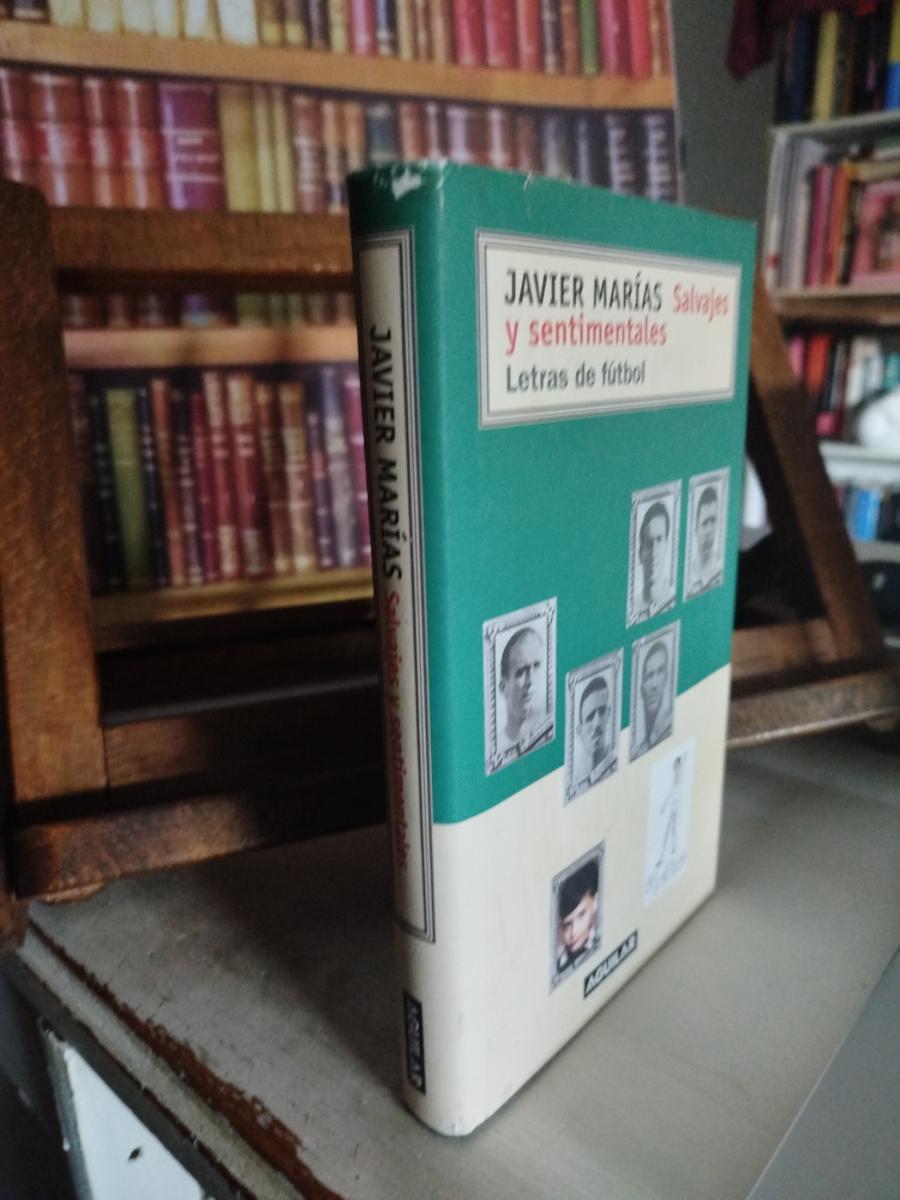 JAVIER MARÍAS Salvajes
y sentimentales
Letras de fútbol
AGUILAR
JAVIER MARÍAS Salvajes y sentimentales
AGUILAR